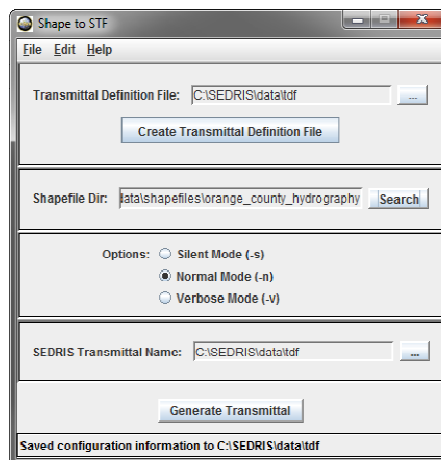 Shape to STF
File Edit Help
Transmittal Definition File: C:\SEDRIS\data\tdf ...
Create Transmittal Definition File
Shapefile Dir: data\shapefiles\orange_county_hydrography Search
Options: Silent Mode (-s)
Normal Mode (-n)
Verbose Mode (-v)
SEDRIS Transmittal Name: C:\SEDRIS\data\tdf ...
Generate Transmittal
Saved configuration information to C:\SEDRIS\data\tdf